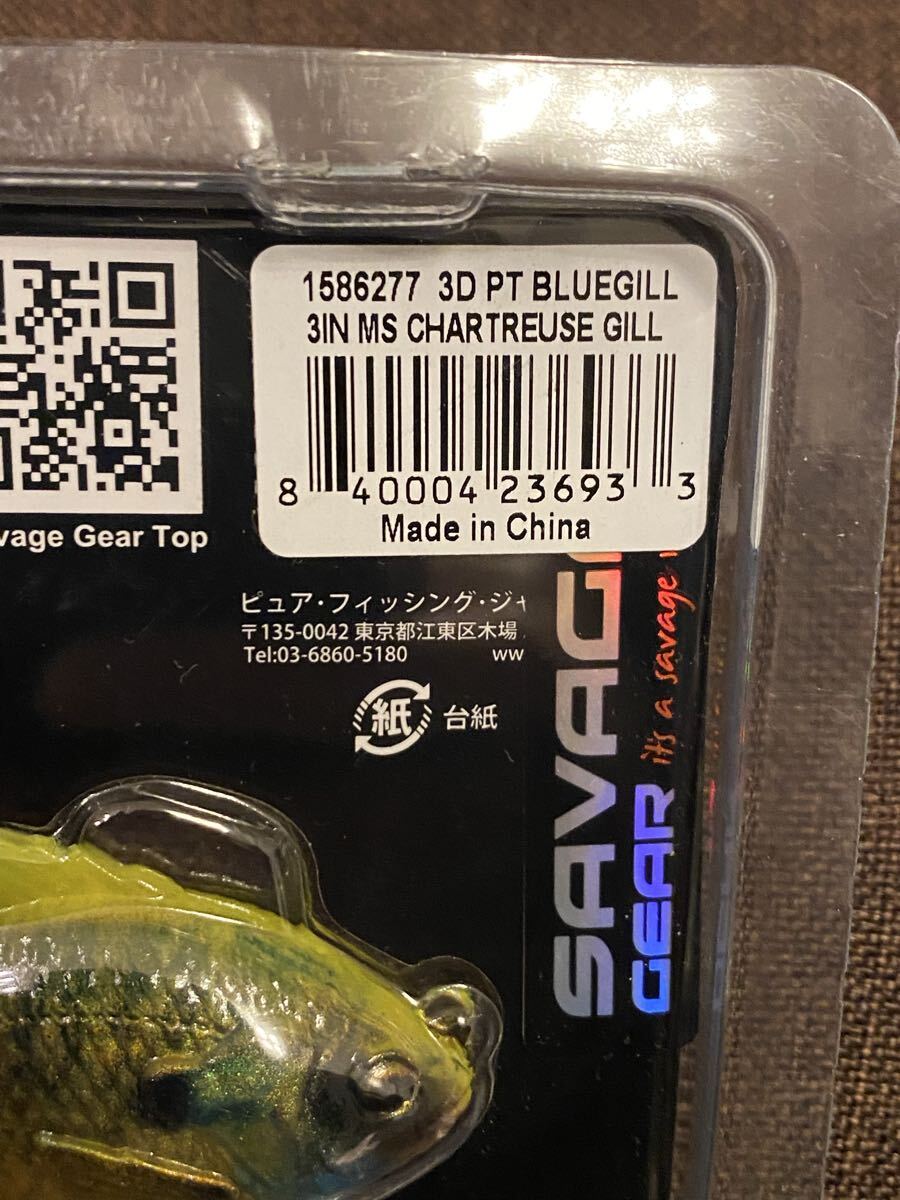 1586277 3D PT BLUEGILL
3IN MS CHARTREUSE GILL
8 40004 23693 3
Made in China
Gear Top
ピュア・フィッシング・ジャ
〒135-0042 東京都江東区木場
Tel:03-6860-5180 ww
紙 台紙
SAVAG
GEAR it's a savage